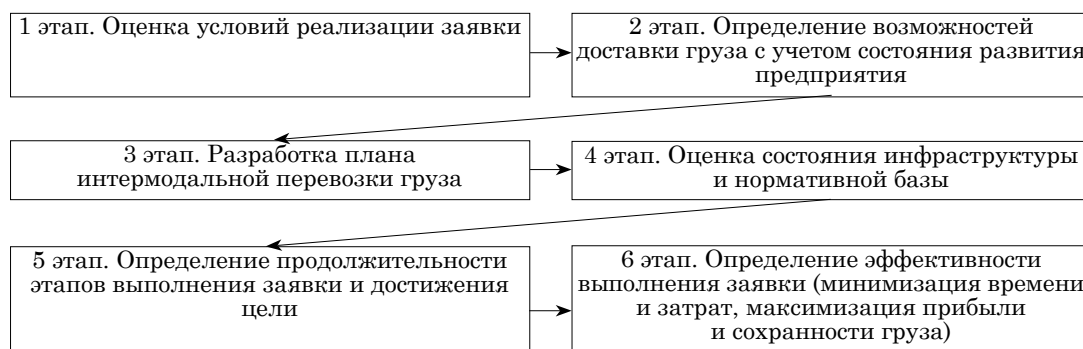 1 этап. Оценка условий реализации заявки
2 этап. Определение возможностей
доставки груза с учетом состояния развития
предприятия
3 этап. Разработка плана
интермодальной перевозки груза
4 этап. Оценка состояния инфраструктуры
и нормативной базы
5 этап. Определение продолжительности
этапов выполнения заявки и достижения
цели
6 этап. Определение эффективности
выполнения заявки (минимизация времени
и затрат, максимизация прибыли
и сохранности груза)